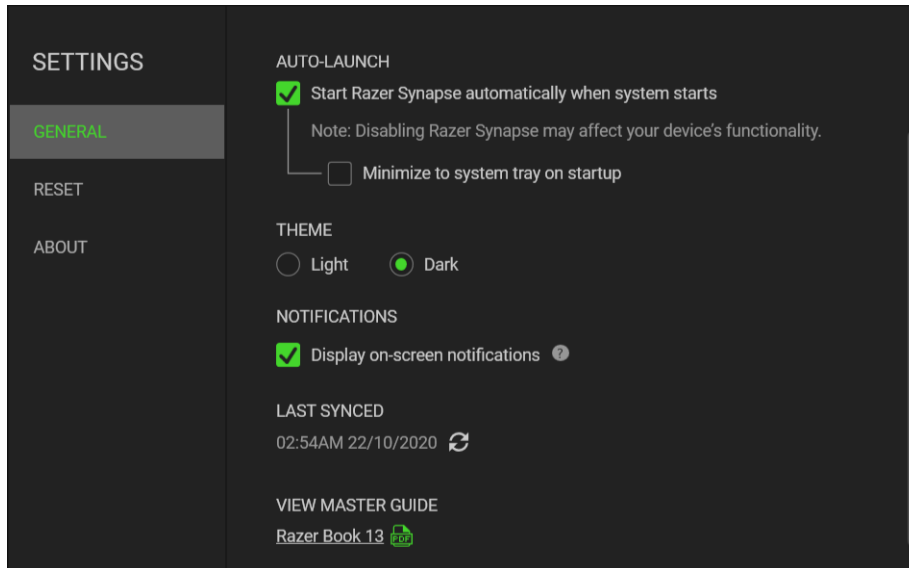 SETTINGS
GENERAL
RESET
ABOUT
AUTO-LAUNCH
Start Razer Synapse automatically when system starts
Note: Disabling Razer Synapse may affect your device's functionality.
Minimize to system tray on startup
THEME
Light Dark
NOTIFICATIONS
Display on-screen notifications ?
LAST SYNCED
02:54AM 22/10/2020
VIEW MASTER GUIDE
Razer Book 13 PDF